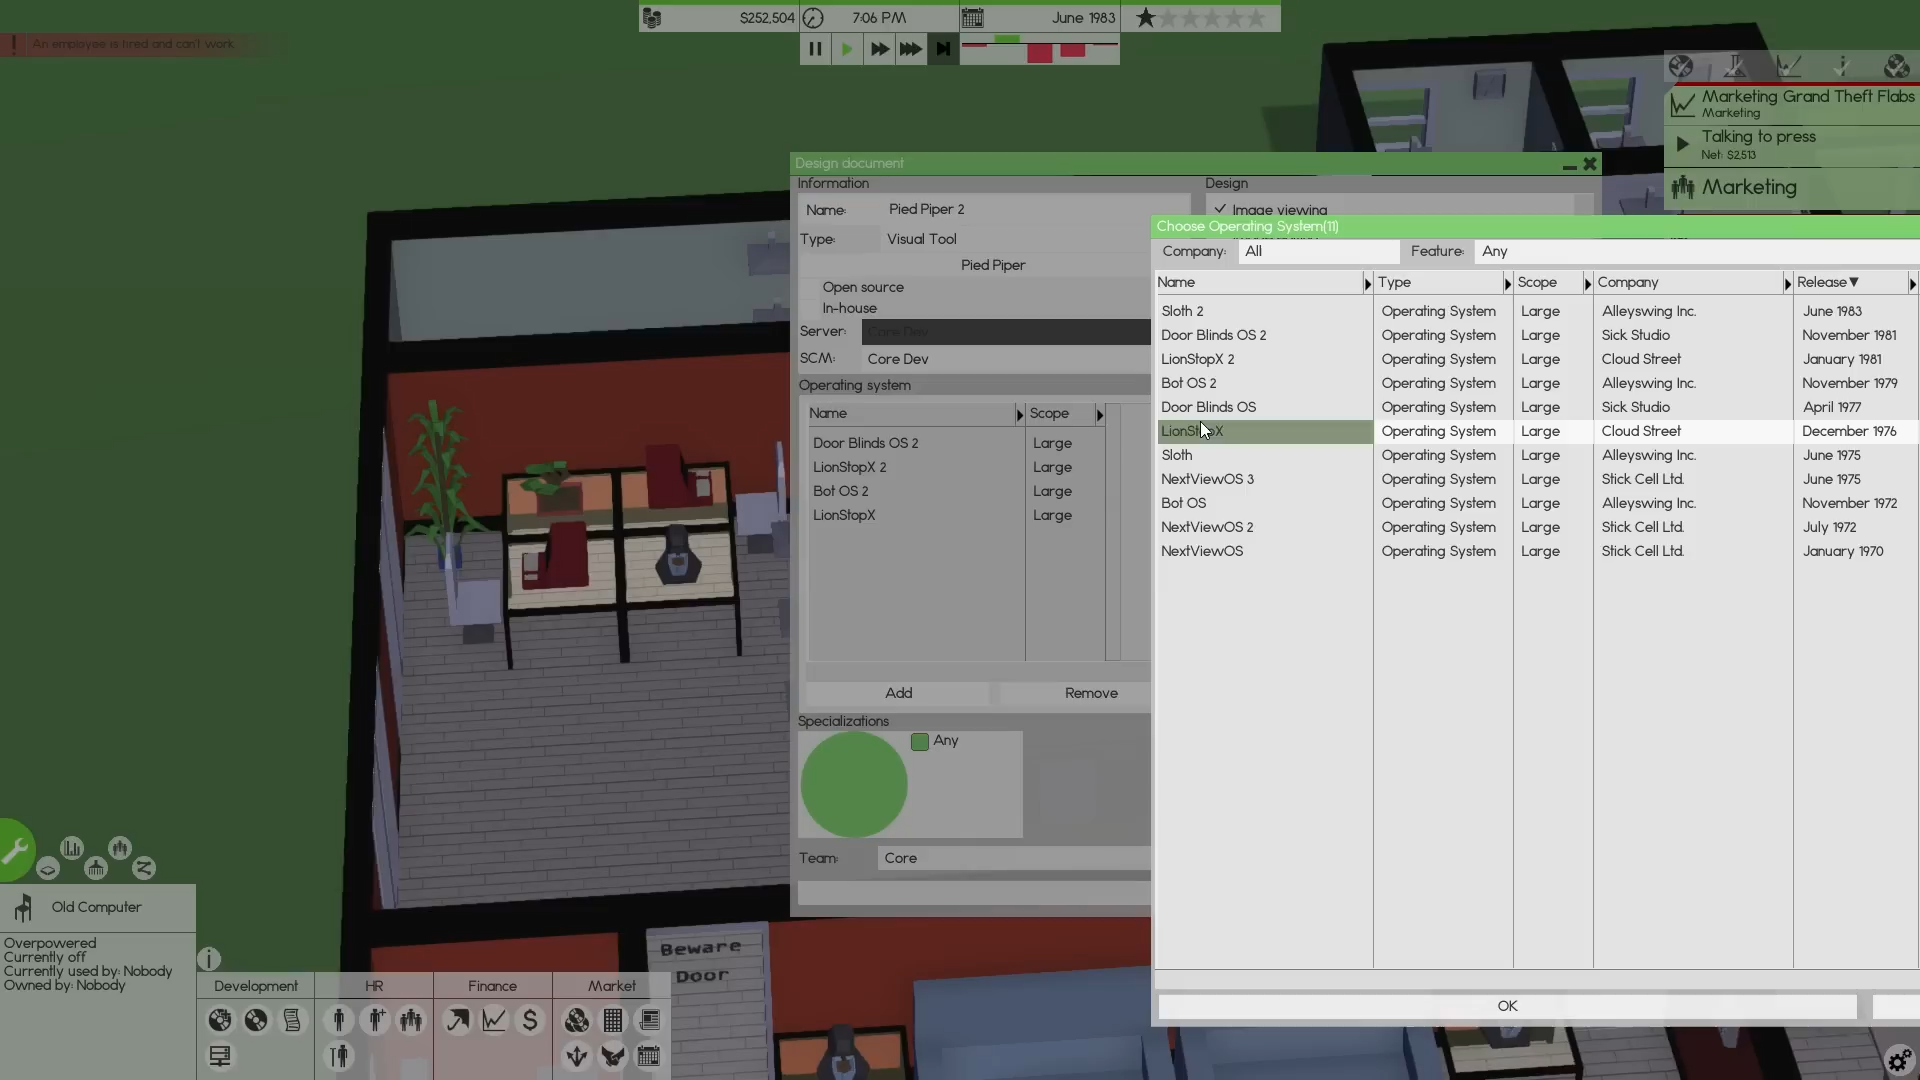 $252,504
7:06 PM
June 1983
An employee is hired and can't work
Marketing Grand Theft Flabs
Marketing
Talking to press
Net: $2,513
Marketing
Design document
Information
Name: Pied Piper 2
Type: Visual Tool
Pied Piper
Open source
In-house
Server: Core Dev
SCM: Core Dev
Operating system
Name Scope
Door Blinds OS 2 Large
LionStopX 2 Large
Bot OS 2 Large
LionStopX Large
Add Remove
Specializations
Any
Team: Core
Design
Image viewing
Choose Operating System(11)
Company: All Feature: Any
Name Type Scope Company Release
Sloth 2 Operating System Large Alleyswing Inc. June 1983
Door Blinds OS 2 Operating System Large Sick Studio November 1981
LionStopX 2 Operating System Large Cloud Street January 1981
Bot OS 2 Operating System Large Alleyswing Inc. November 1979
Door Blinds OS Operating System Large Sick Studio April 1977
LionStopX Operating System Large Cloud Street December 1976
Sloth Operating System Large Alleyswing Inc. June 1975
NextViewOS 3 Operating System Large Stick Cell Ltd. June 1975
Bot OS Operating System Large Alleyswing Inc. November 1972
NextViewOS 2 Operating System Large Stick Cell Ltd. July 1972
NextViewOS Operating System Large Stick Cell Ltd. January 1970
OK
Old Computer
Overpowered
Currently off
Currently used by: Nobody
Owned by: Nobody
Development HR Finance Market
Beware
Door